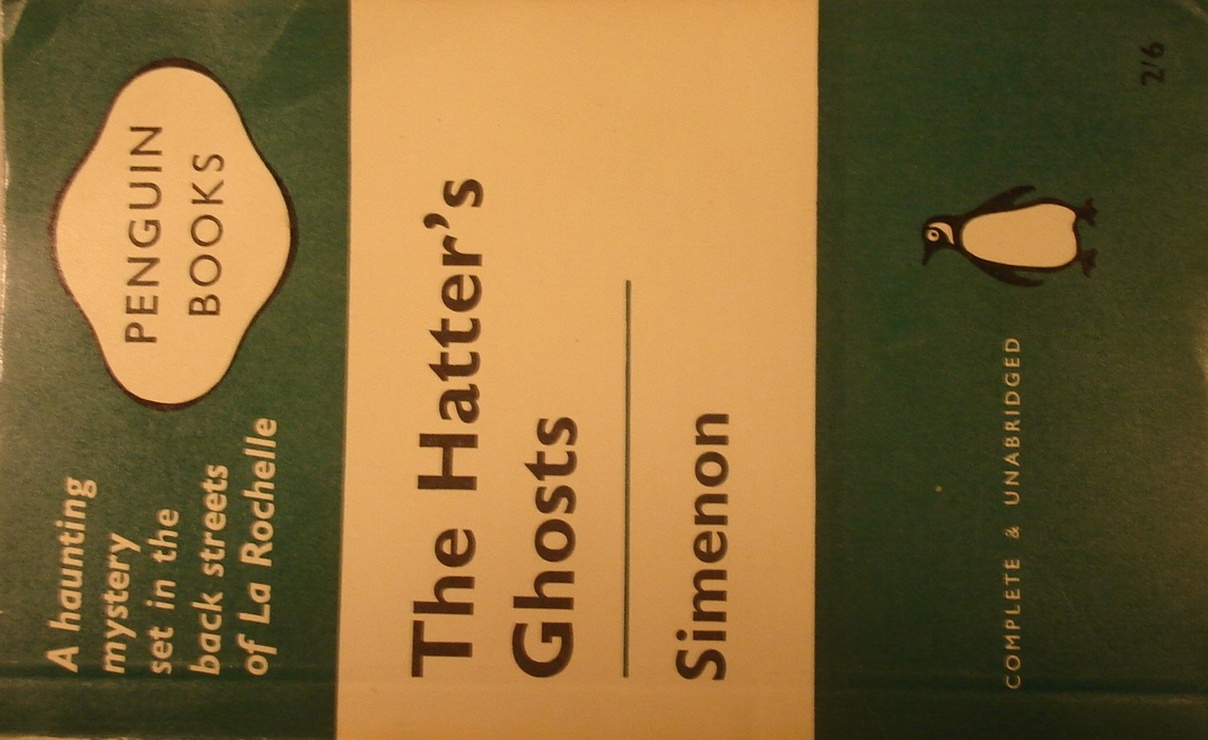 PENGUIN
BOOKS
A haunting
mystery
set in the
back streets
of La Rochelle
The Hatter's
Ghosts
Simenon
COMPLETE & UNABRIDGED
2/6